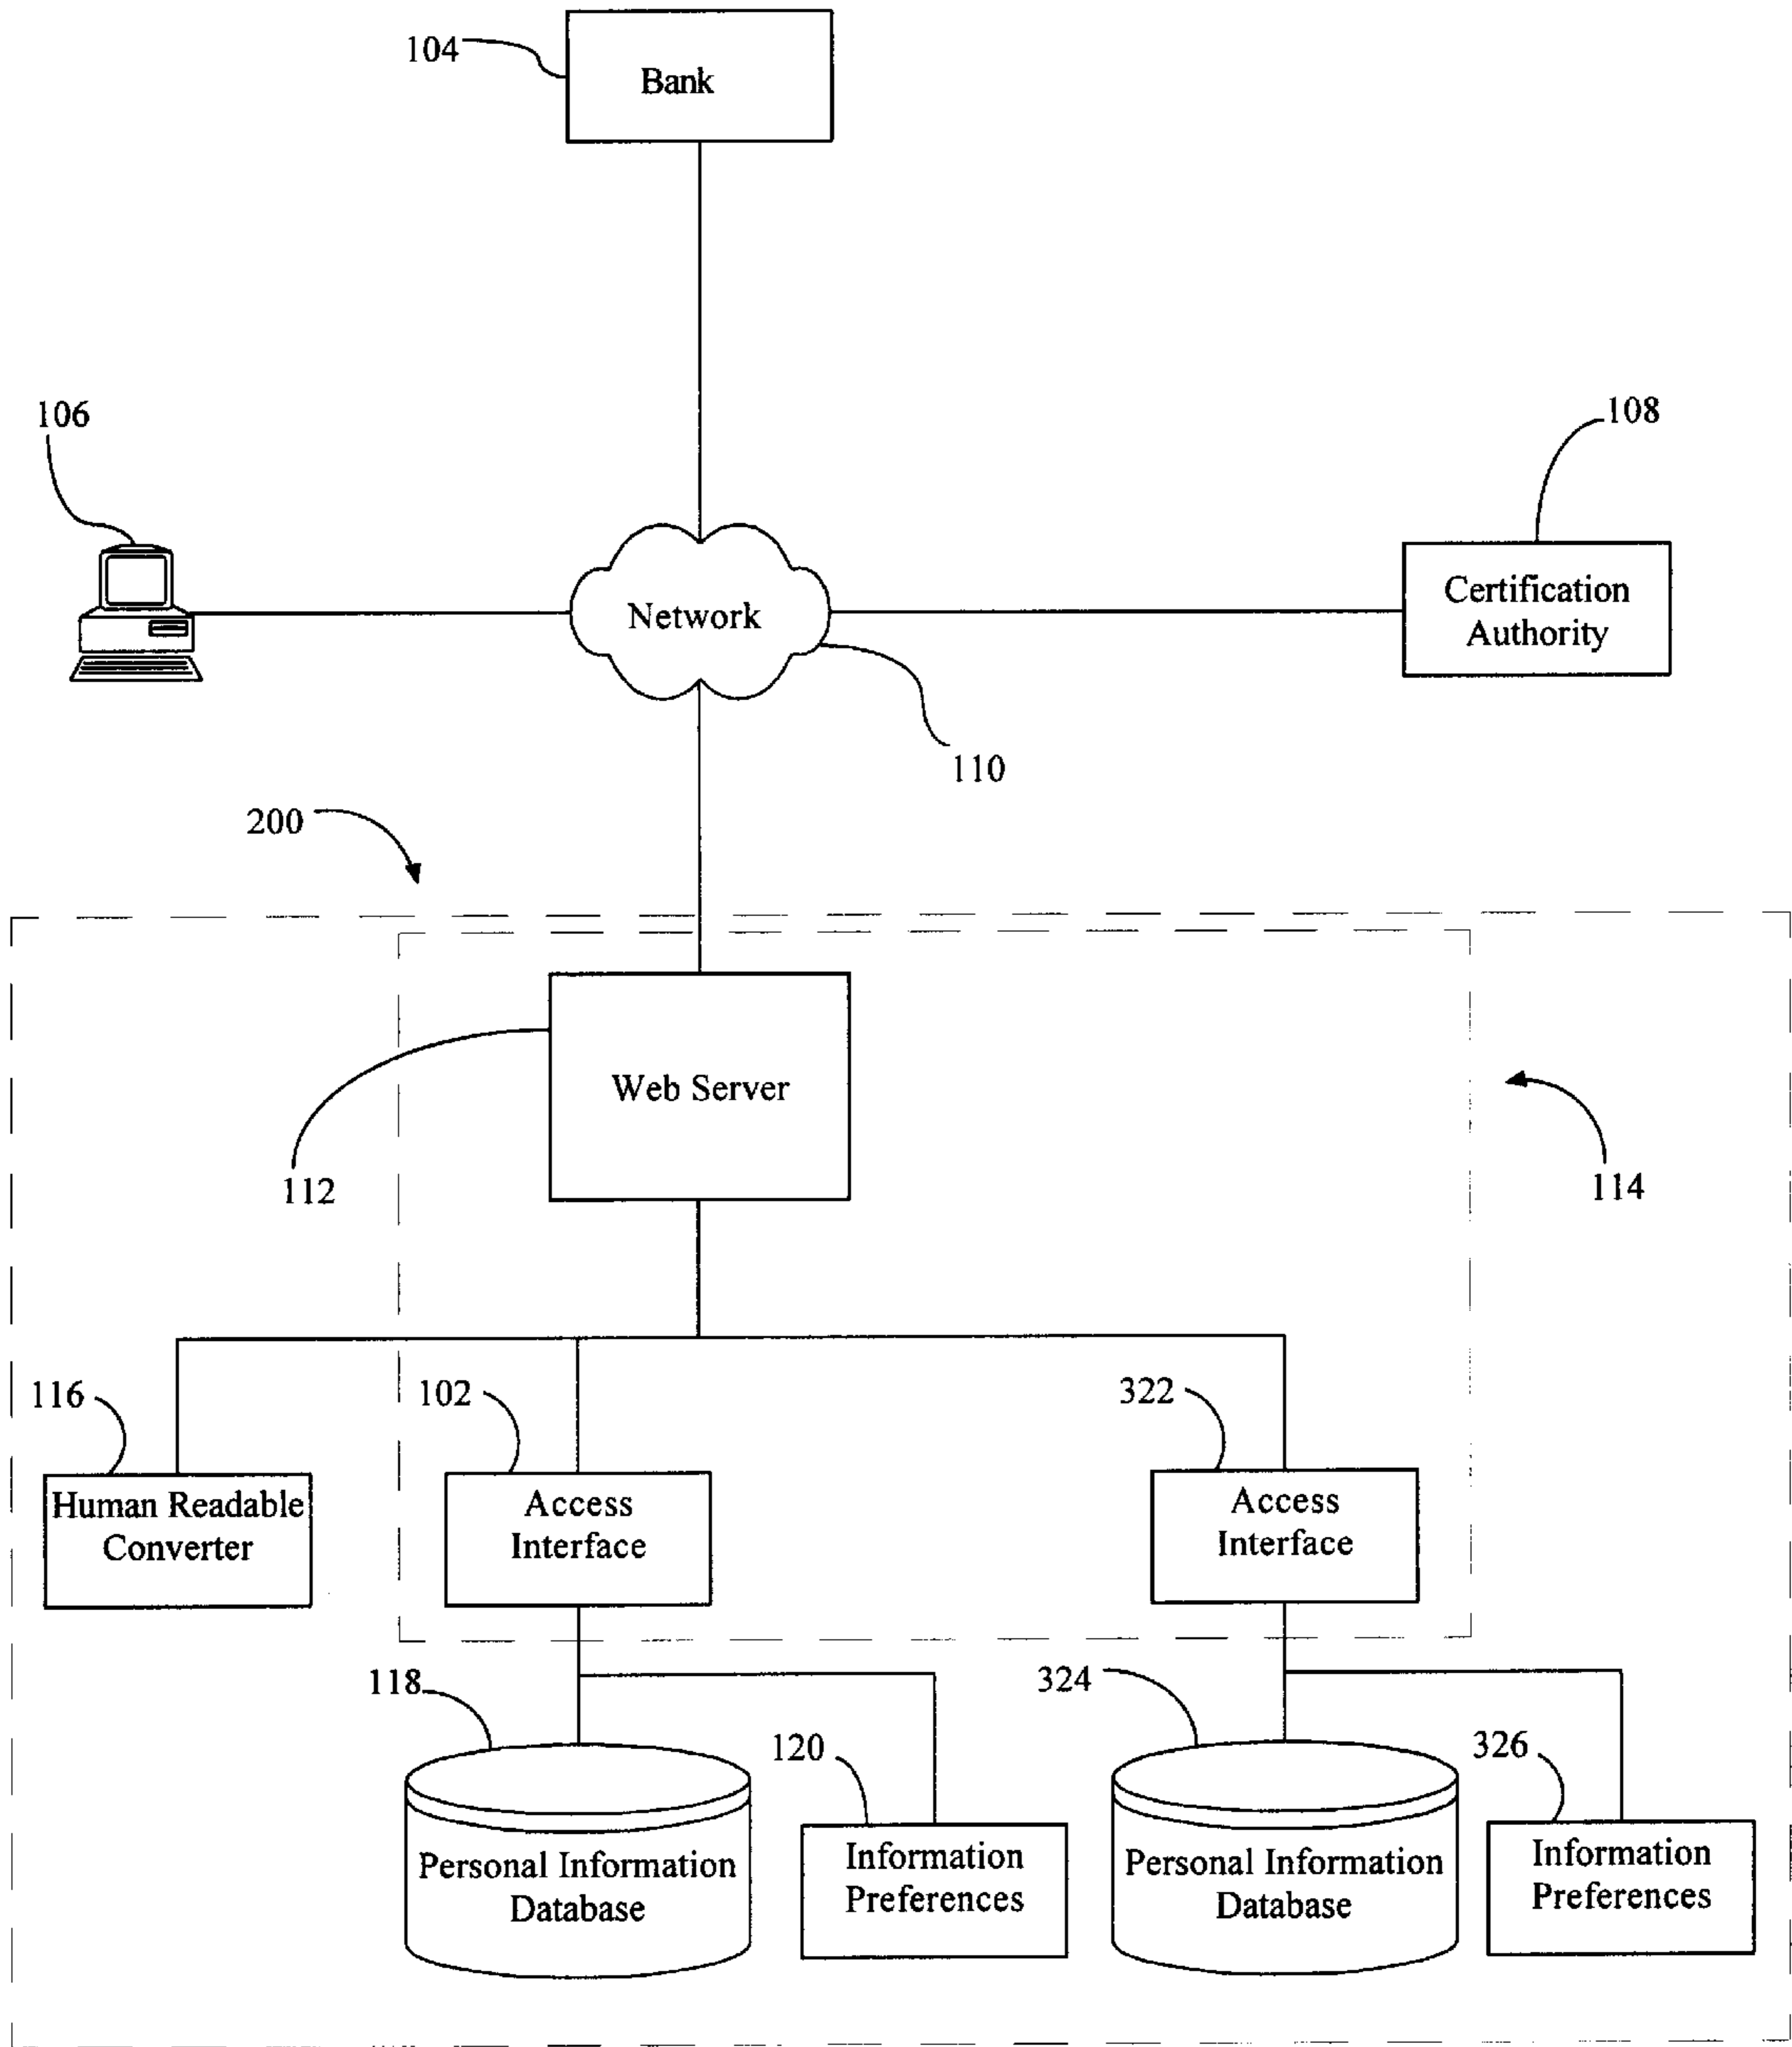 104
Bank
106
108
Network
Certification
Authority
110
200
Web Server
112
114
116
102
322
Human Readable
Converter
Access
Interface
Access
Interface
118
324
120
326
Personal Information
Database
Information
Preferences
Personal Information
Database
Information
Preferences